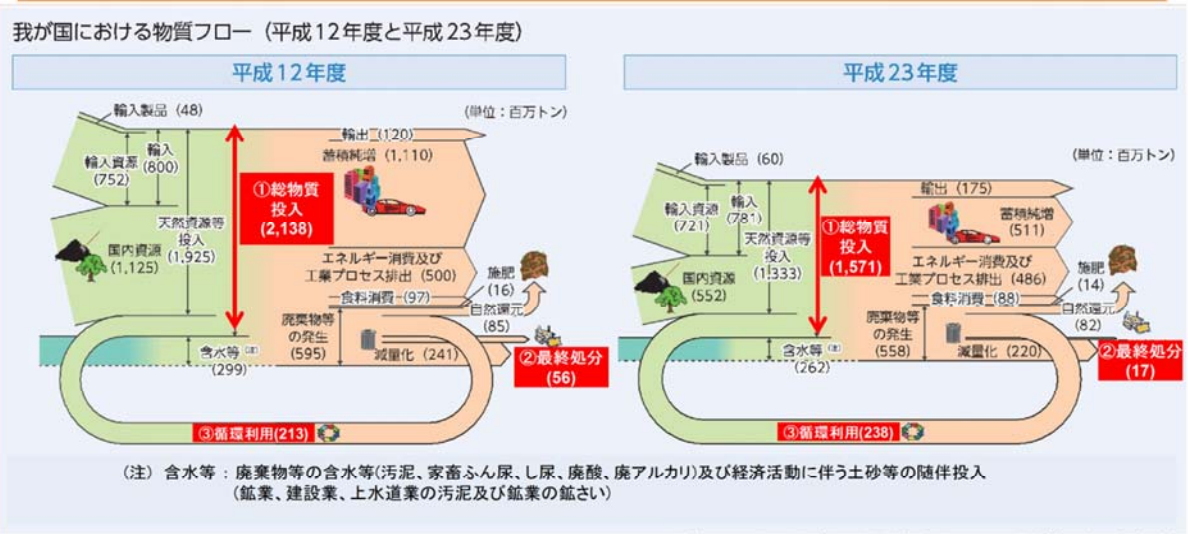 我が国における物質フロー（平成12年度と平成23年度）
平成12年度
輸入製品（48）
（単位：百万トン）
輸入資源
(752)
輸入
(800)
輸出（120）
蓄積純増（1,110）
①総物質
投入
(2,138)
天然資源等
投入
(1,925)
国内資源
(1,125)
エネルギー消費及び
工業プロセス排出（500）
食料消費（97）
施肥
(16)
自然還元
(85)
廃棄物等
の発生
(595)
減量化（241）
②最終処分
(56)
含水等（注）
(299)
③循環利用(213)
平成23年度
輸入製品（60）
（単位：百万トン）
輸入資源
(721)
輸入
(781)
輸出（175）
蓄積純増
(511)
①総物質
投入
(1,571)
天然資源等
投入
(1,333)
国内資源
(552)
エネルギー消費及び
工業プロセス排出（486）
食料消費（88）
施肥
(14)
自然還元
(82)
廃棄物等
の発生
(558)
減量化（220）
②最終処分
(17)
含水等（注）
(262)
③循環利用(238)
（注）含水等：廃棄物等の含水等(汚泥、家畜ふん尿、し尿、廃酸、廃アルカリ)及び経済活動に伴う土砂等の随伴投入
（鉱業、建設業、上水道業の汚泥及び鉱業の鉱さい）